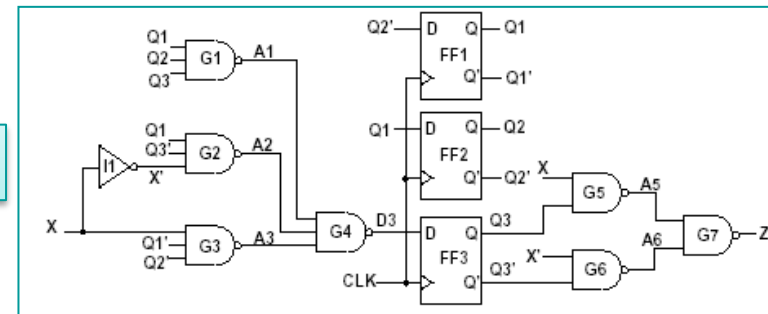 Q2' D Q Q1
Q1
Q2 G1 A1
Q3
FF1
Q' Q1'
Q1 D Q Q2
Q1
Q3' G2 A2
FF2
I1
X'
Q' Q2'
X
G5 A5
X
Q1' G3 A3
Q2'
G4 D3
D Q Q3
G7 Z
FF3
X' A6
G6
CLK Q' Q3'